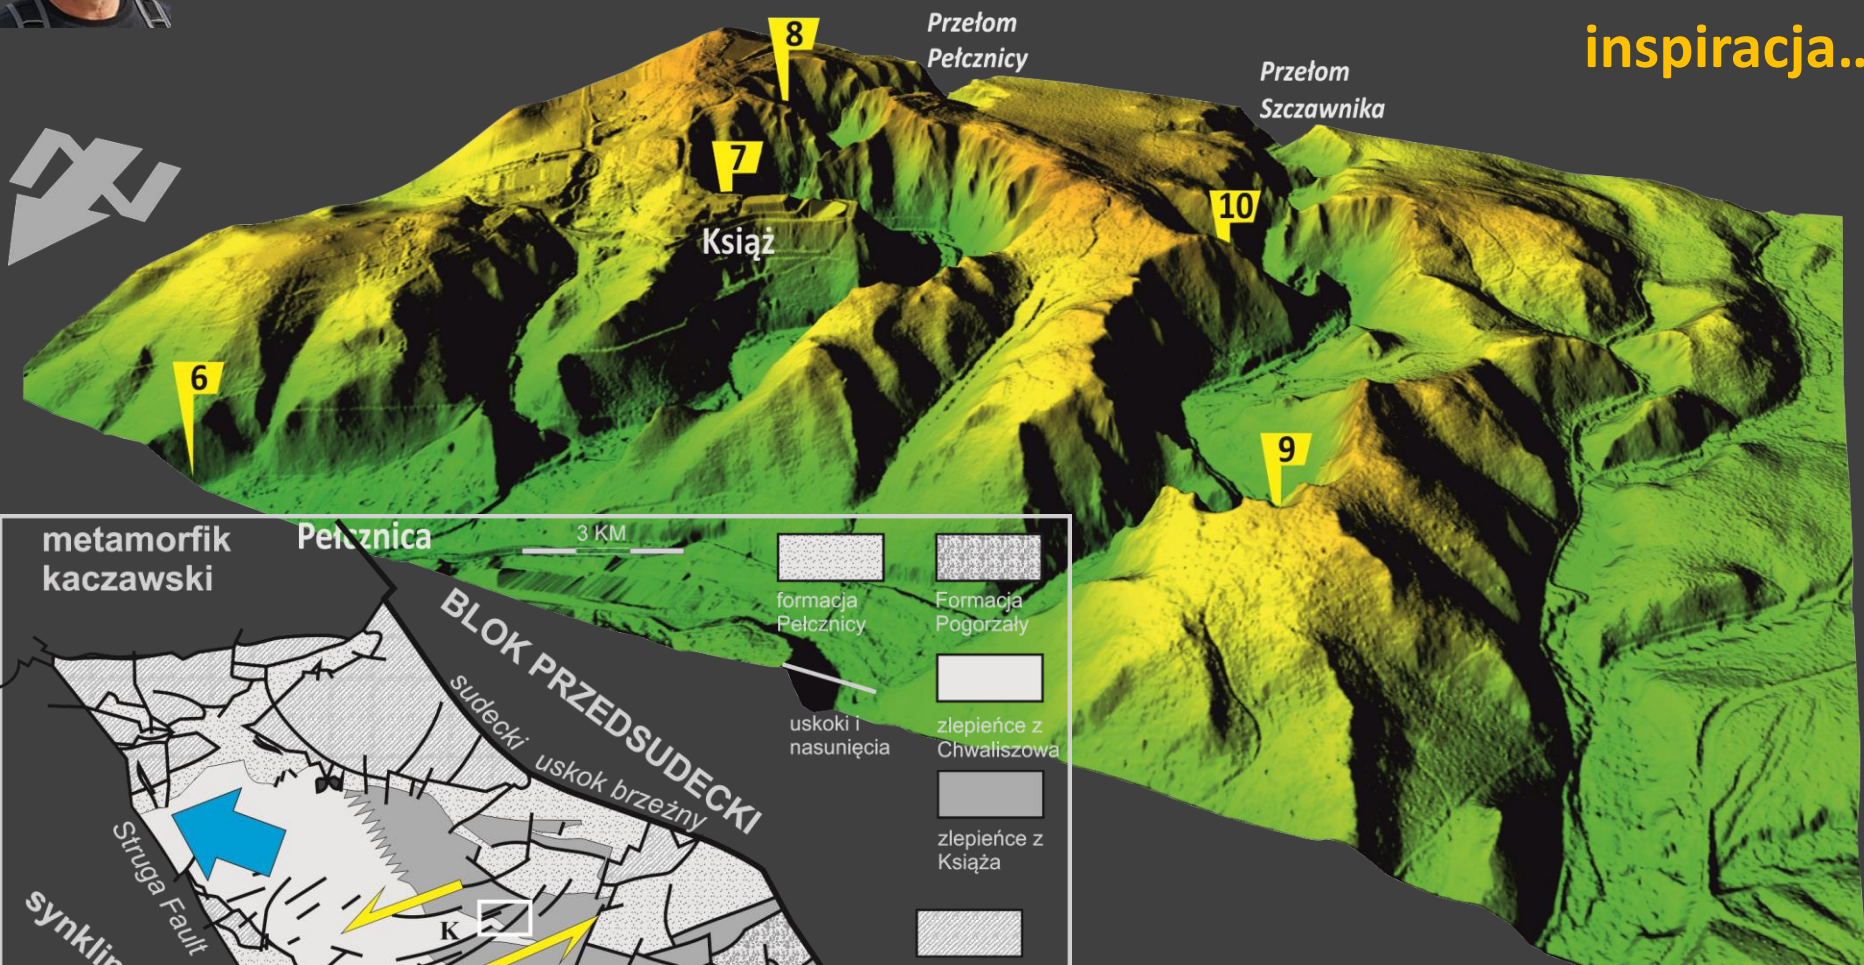 inspiracja..
8
Przełom
Pełcznicy
Przełom
Szczawnika
N
7
10
Książ
6
9
metamorfik
kaczawski
Pełcznica
3 KM
formacja
Pełcznicy
Formacja
Pogorzały
BLOK PRZEDSUDECKI
sudecki uskok brzeżny
uskoki i
nasunięcia
zlepieńce z
Chwaliszowa
zlepieńce z
Książa
Struga Fault
K